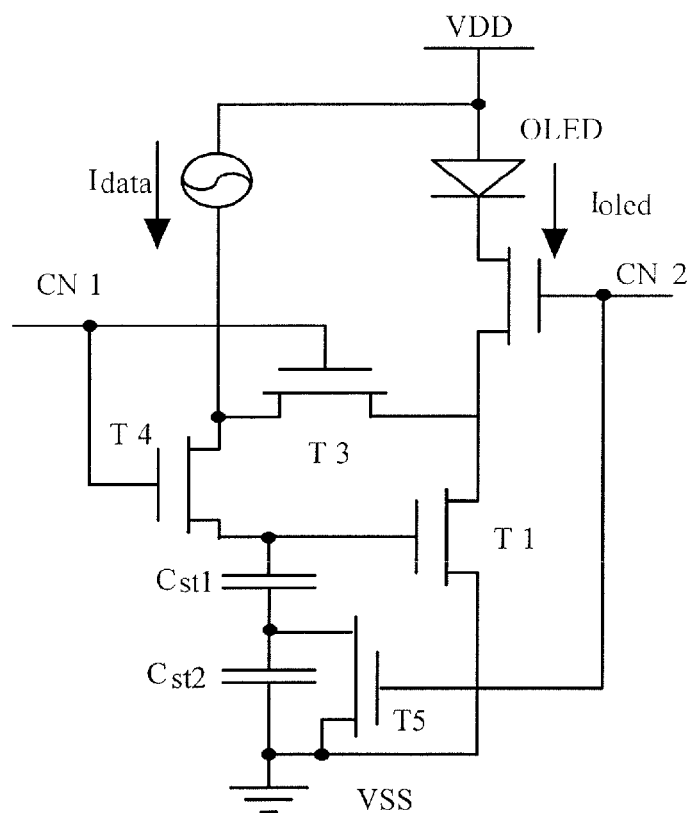 VDD
OLED
Idata
Ioled
CN 1
CN 2
T 4
T 3
T 1
Cst1
Cst2
T5
VSS